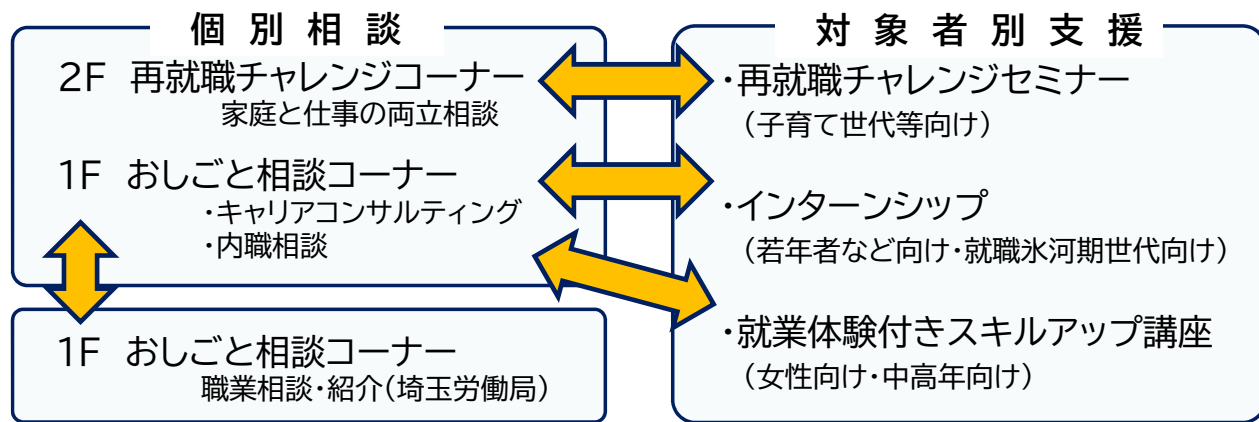 個別相談
2F 再就職チャレンジコーナー
家庭と仕事の両立相談
1F おしごと相談コーナー
・キャリアコンサルティング
・内職相談
1F おしごと相談コーナー
職業相談・紹介(埼玉労働局)
対象者別支援
・再就職チャレンジセミナー
(子育て世代等向け)
・インターンシップ
(若年者など向け・就職氷河期世代向け)
・就業体験付きスキルアップ講座
(女性向け・中高年向け)